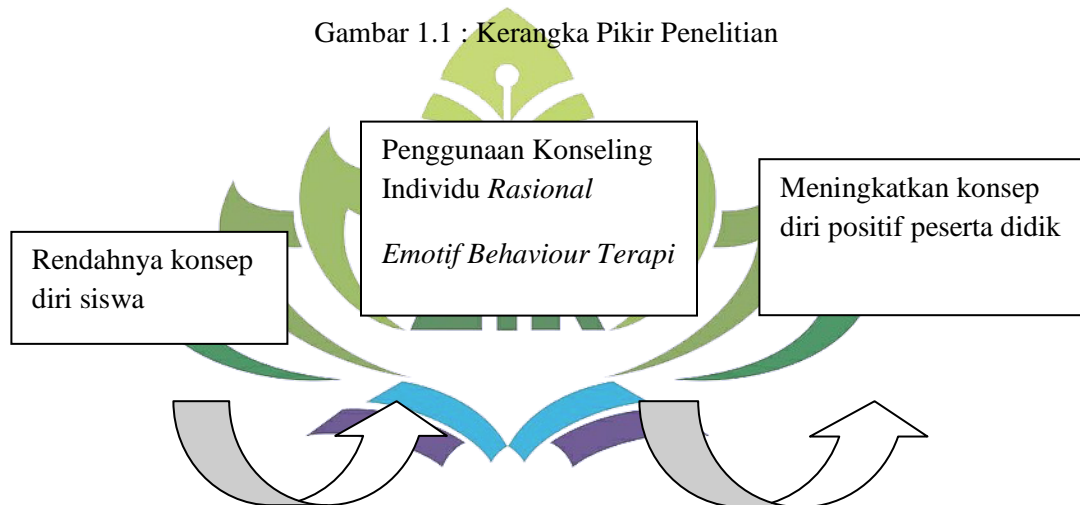 Gambar 1.1 : Kerangka Pikir Penelitian
Rendahnya konsep
diri siswa
Penggunaan Konseling
Individu Rasional
Emotif Behaviour Terapi
Meningkatkan konsep
diri positif peserta didik